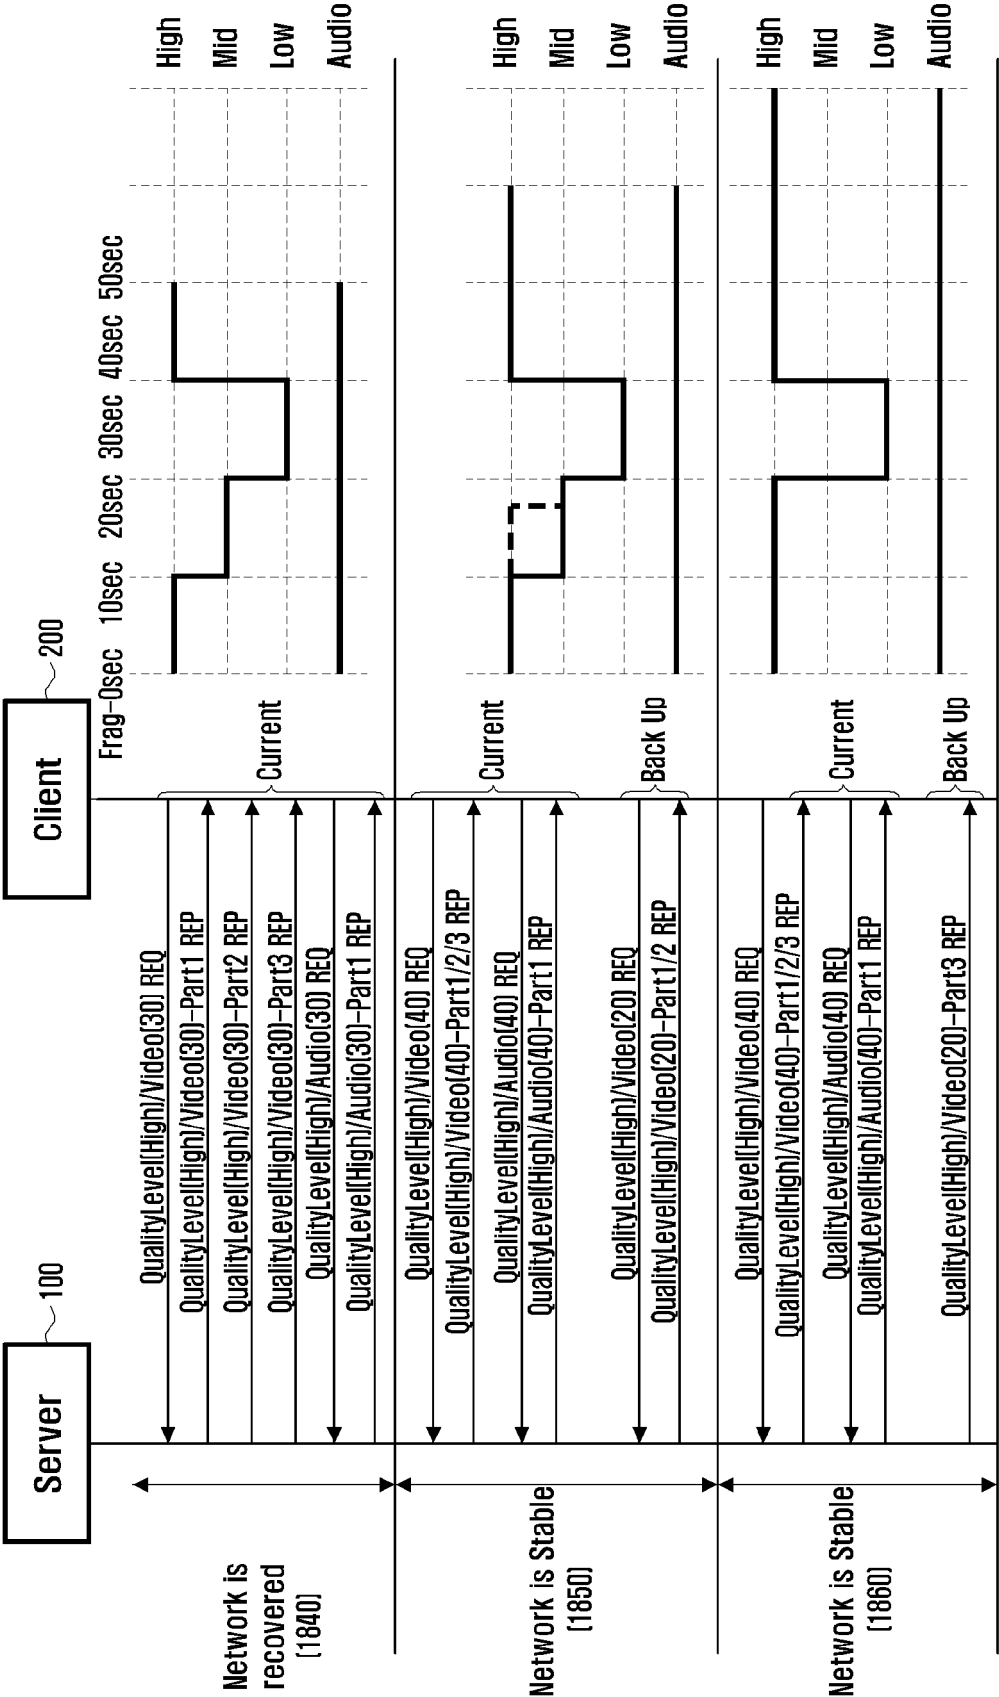 Server
100
Client
200
Frag–0sec 10sec 20sec 30sec 40sec 50sec
Network is
recovered
[1840]
QualityLevel(High)/Video(30) REQ
QualityLevel(High)/Video(30)–Part1 REP
QualityLevel(High)/Video(30)–Part2 REP
QualityLevel(High)/Video(30)–Part3 REP
QualityLevel(High)/Audio(30) REQ
QualityLevel(High)/Audio(30)–Part1 REP
Current
High
Mid
Low
Audio
Network is Stable
[1850]
QualityLevel(High)/Video(40) REQ
QualityLevel(High)/Video(40)–Part1/2/3 REP
QualityLevel(High)/Audio(40) REQ
QualityLevel(High)/Audio(40)–Part1 REP
QualityLevel(High)/Video(20) REQ
QualityLevel(High)/Video(20)–Part1/2 REP
Current
Back Up
High
Mid
Low
Audio
Network is Stable
[1860]
QualityLevel(High)/Video(40) REQ
QualityLevel(High)/Video(40)–Part1/2/3 REP
QualityLevel(High)/Audio(40) REQ
QualityLevel(High)/Audio(40)–Part1 REP
QualityLevel(High)/Video(20)–Part3 REP
Current
Back Up
High
Mid
Low
Audio